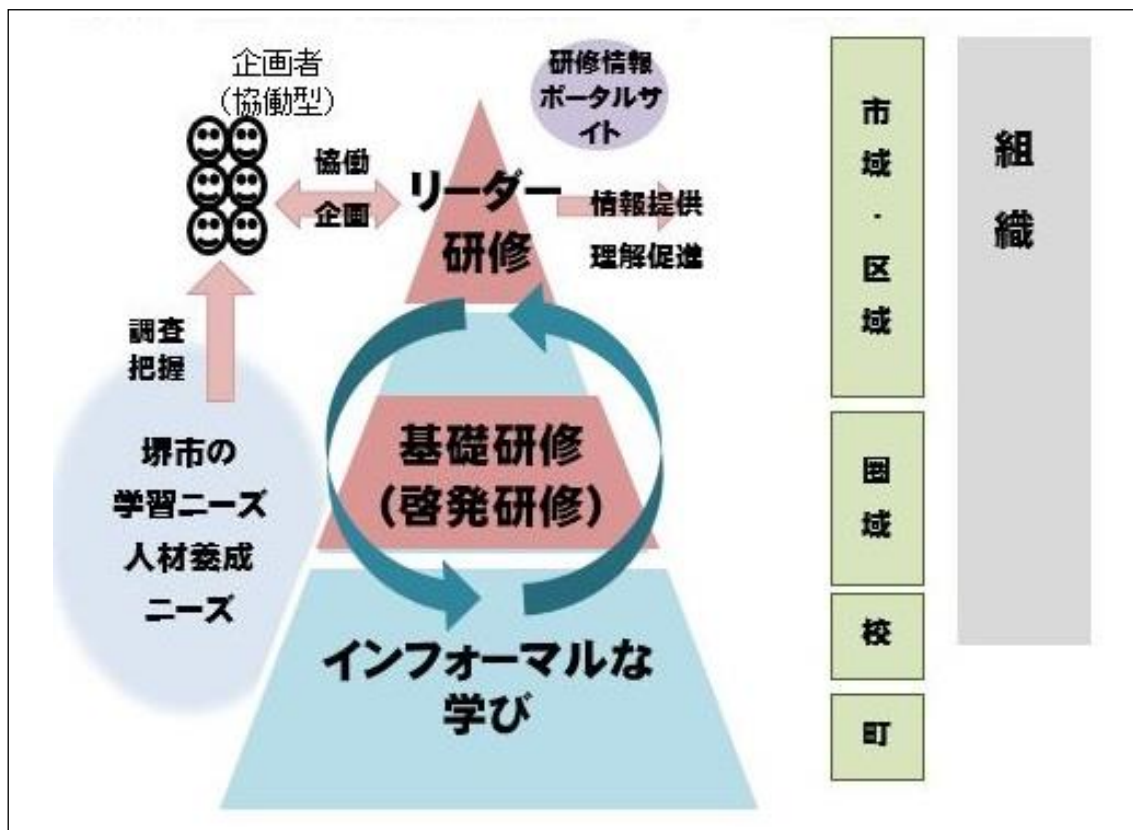 企画者
（協働型）
研修情報
ポータルサ
イト
協働
企画
リーダー
研修
情報提供
理解促進
調査
把握
堺市の
学習ニーズ
人材養成
ニーズ
基礎研修
（啓発研修）
インフォーマルな
学び
市域・区域
圏域
校
町
組織